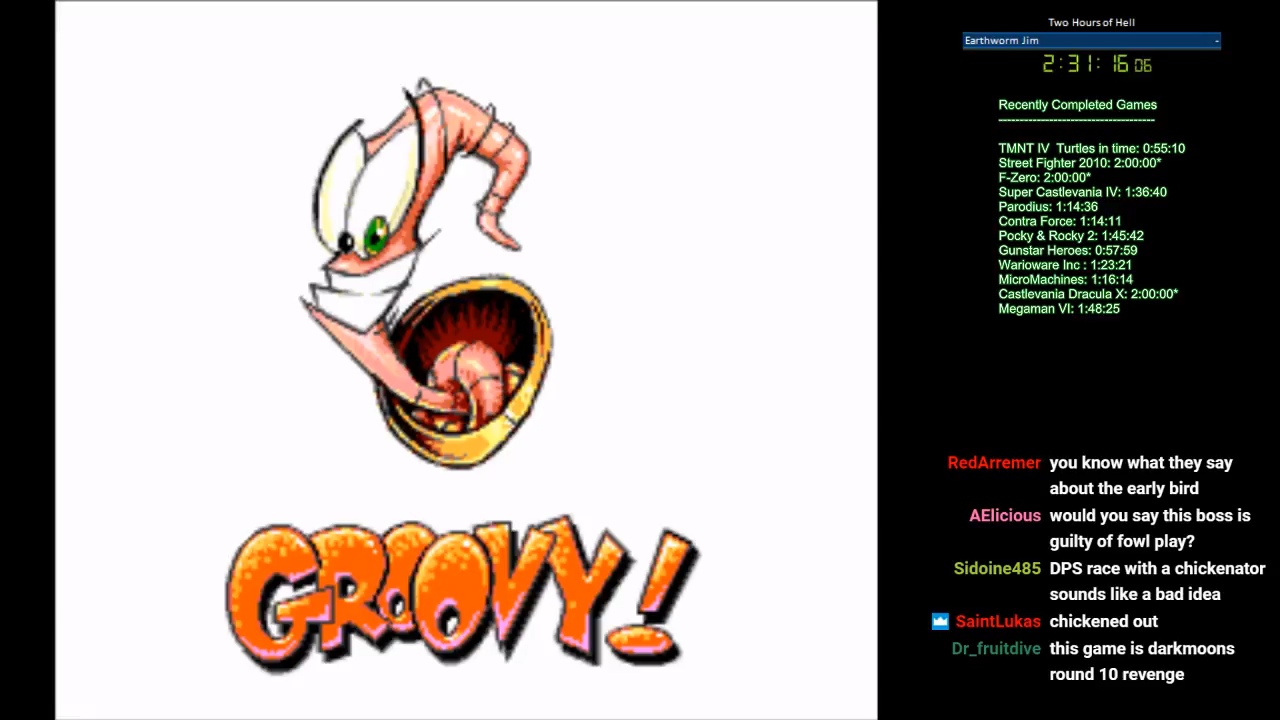 GROOVY!
Two Hours of Hell
Earthworm Jim -
2:31:16 06
Recently Completed Games
---------------------------------------
TMNT IV  Turtles in time: 0:55:10
Street Fighter 2010: 2:00:00*
F-Zero: 2:00:00*
Super Castlevania IV: 1:36:40
Parodius: 1:14:36
Contra Force: 1:14:11
Pocky & Rocky 2: 1:45:42
Gunstar Heroes: 0:57:59
Warioware Inc : 1:23:21
MicroMachines: 1:16:14
Castlevania Dracula X: 2:00:00*
Megaman VI: 1:48:25
RedArremer you know what they say
about the early bird
AElicious would you say this boss is
guilty of fowl play?
Sidoine485 DPS race with a chickenator
sounds like a bad idea
SaintLukas chickened out
Dr_fruitdive this game is darkmoons
round 10 revenge